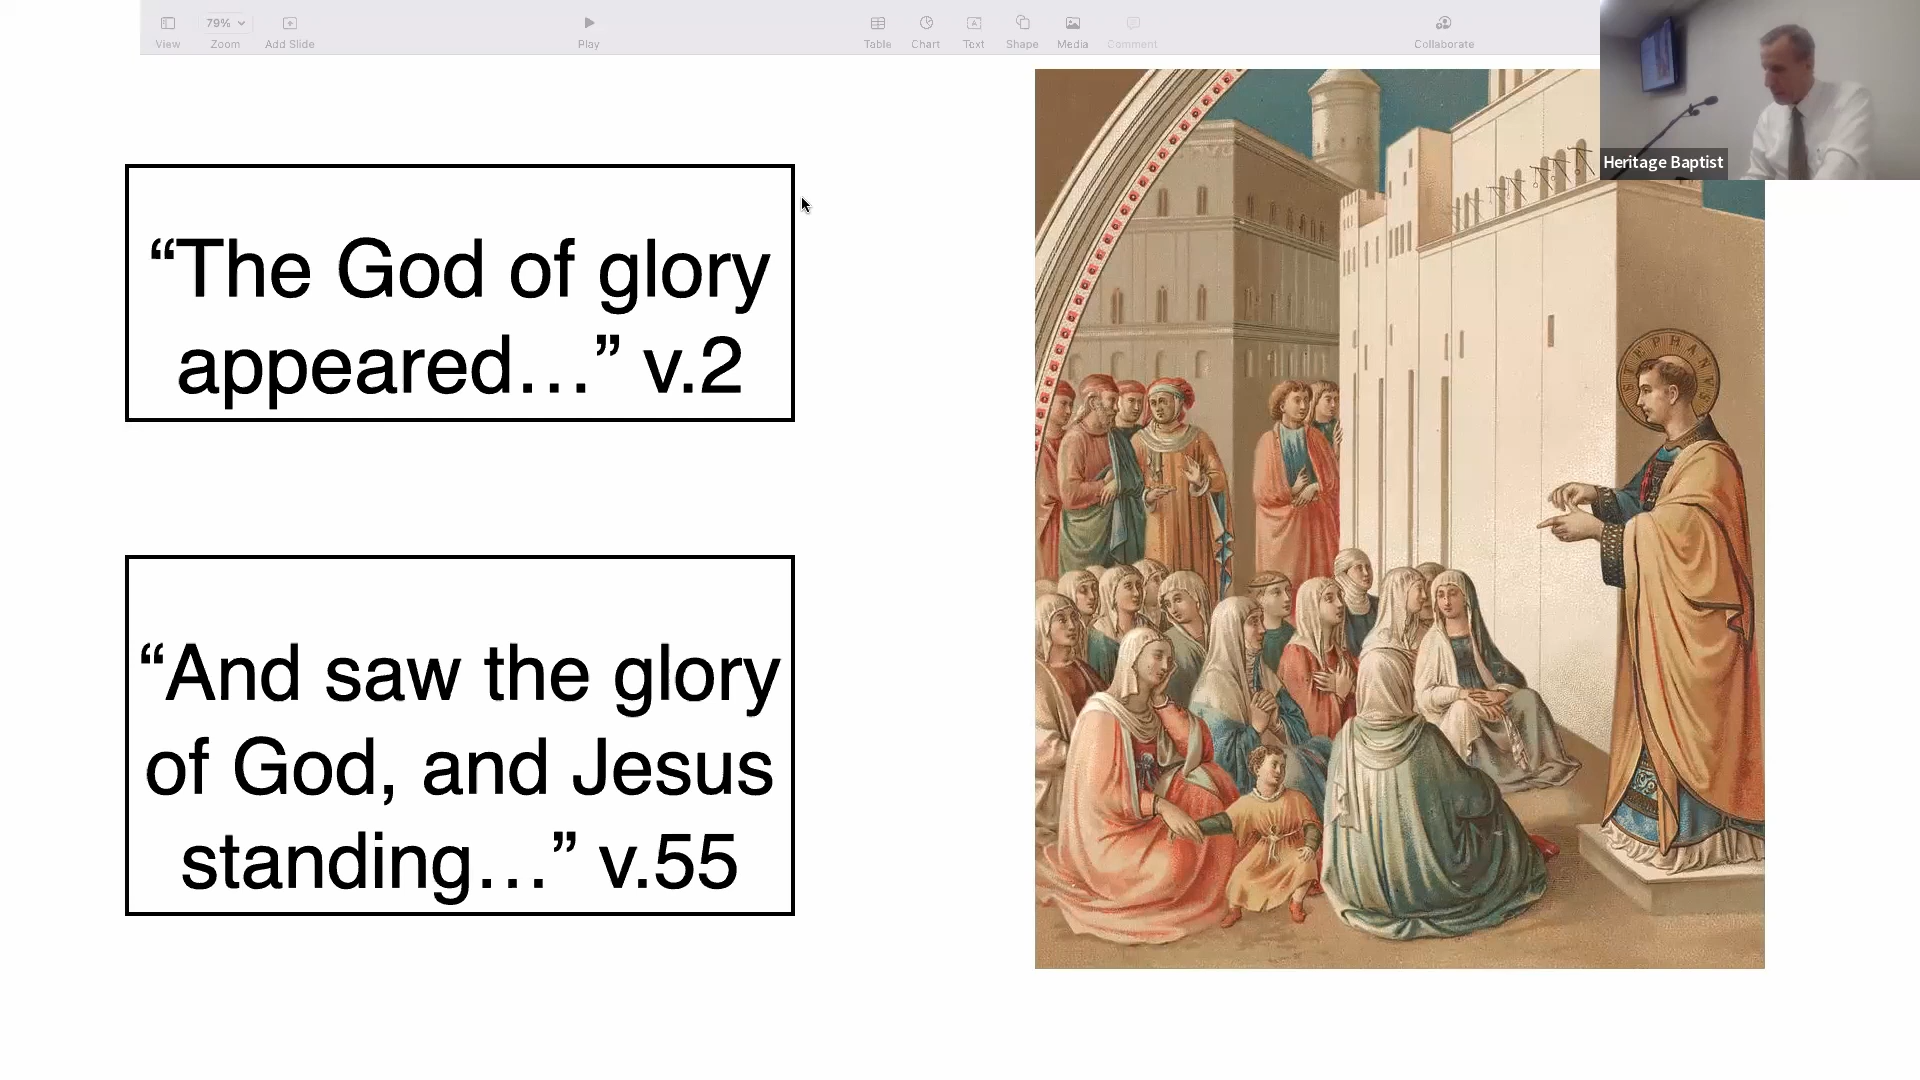 79%
View
Zoom
Add Slide
Play
Table
Chart
Text
Shape
Media
Comment
Collaborate
Heritage Baptist
“The God of glory
appeared…” v.2
“And saw the glory
of God, and Jesus
standing…” v.55
STEPHANVS